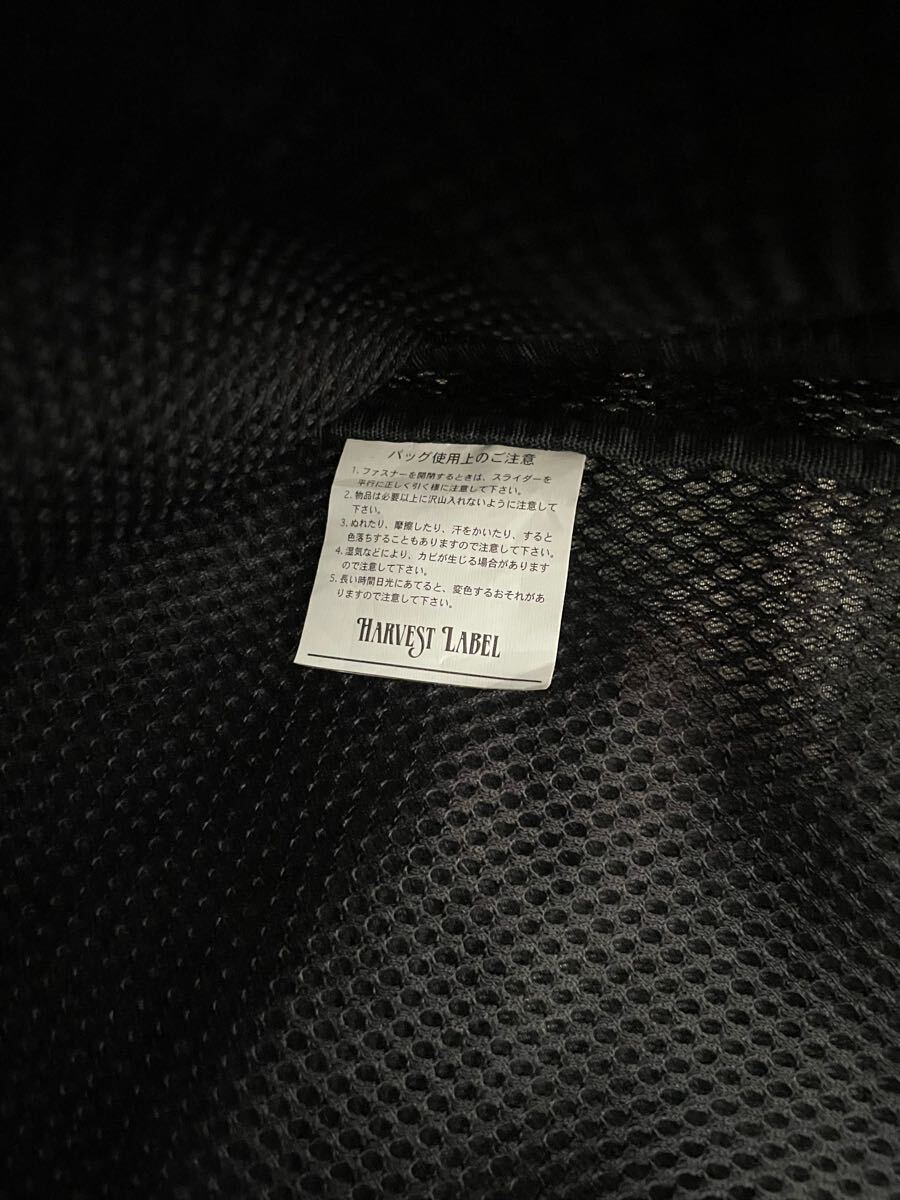 バッグ使用上のご注意
1. ファスナーを開閉するときは、スライダーを
平行に正しく引く様に注意して下さい。
2. 物品は必要以上に沢山入れないように注意して
下さい。
3. ぬれたり、摩擦したり、汗をかいたり、すると
色落ちすることもありますので注意して下さい。
4. 湿気などにより、カビが生じる場合があります
ので注意して下さい。
5. 長い時間日光にあてると、変色するおそれがあ
りますので注意して下さい。
HARVEST LABEL